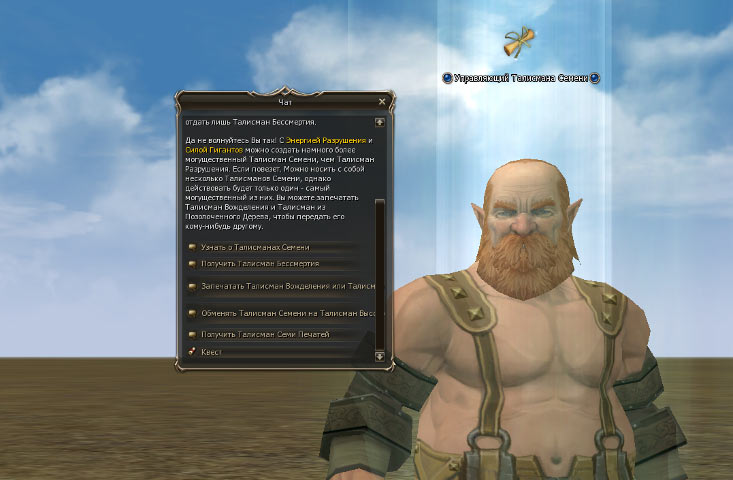 Управляющий Талисмана Семени
Чат
отдать лишь Талисман Бессмертия.
Да не волнуйтесь Вы так! С Энергией Разрушения и
Силой Гигантов можно создать намного более
могущественный Талисман Семени, чем Талисман
Разрушения. Если повезет. Можно носить с собой
несколько Талисманов Семени, однако
действовать будет только один - самый
могущественный из них. Вы можете запечатать
Талисман Вожделения и Талисман из
Позолоченного Дерева, чтобы передать его
кому-нибудь другому.
Узнать о Талисманах Семени
Получить Талисман Бессмертия
Запечатать Талисман Вожделения или Талисм
Обменять Талисман Семени на Талисман Высо
Получить Талисман Семи Печатей
Квест